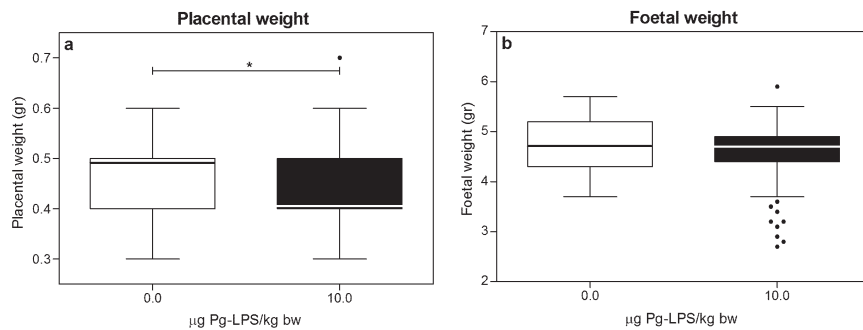 Placental weight
a
*
Placental weight (gr)
0.7
0.6
0.5
0.4
0.3
0.0
10.0
μg Pg-LPS/kg bw
Foetal weight
b
Foetal weight (gr)
7
6
5
4
3
2
0.0
10.0
μg Pg-LPS/kg bw